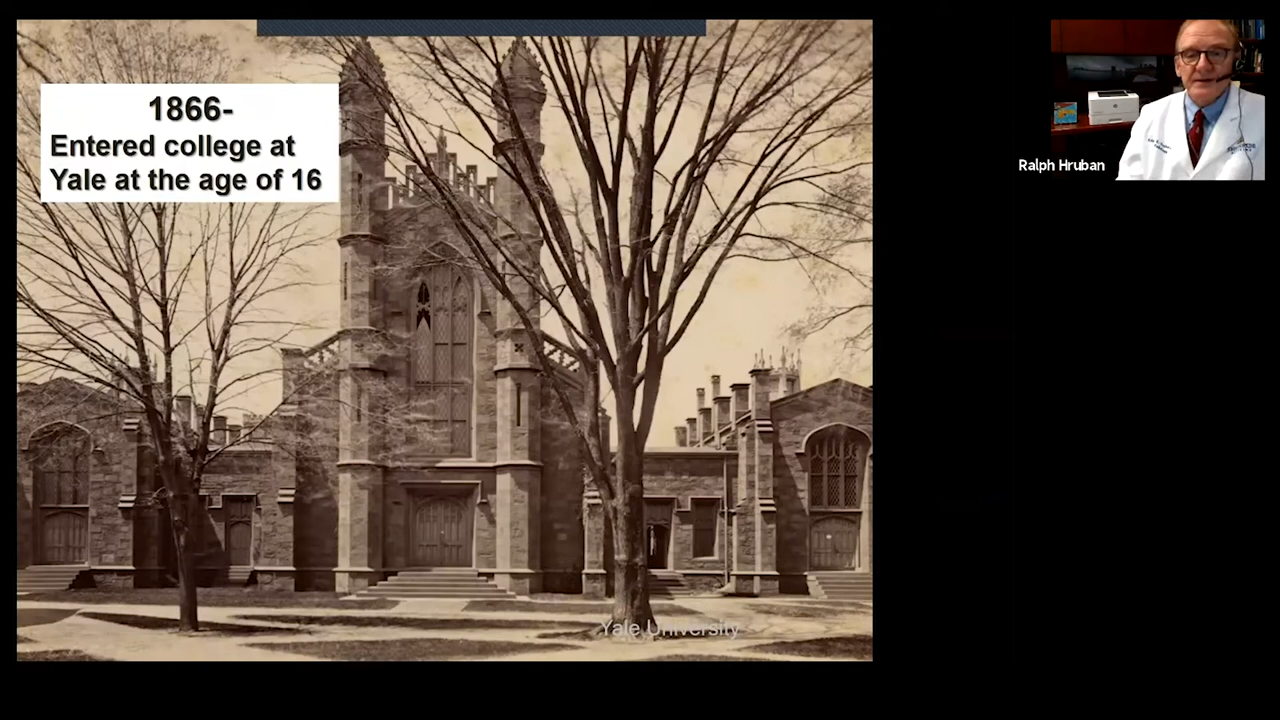 1866-
Entered college at
Yale at the age of 16
Yale University
Ralph Hruban